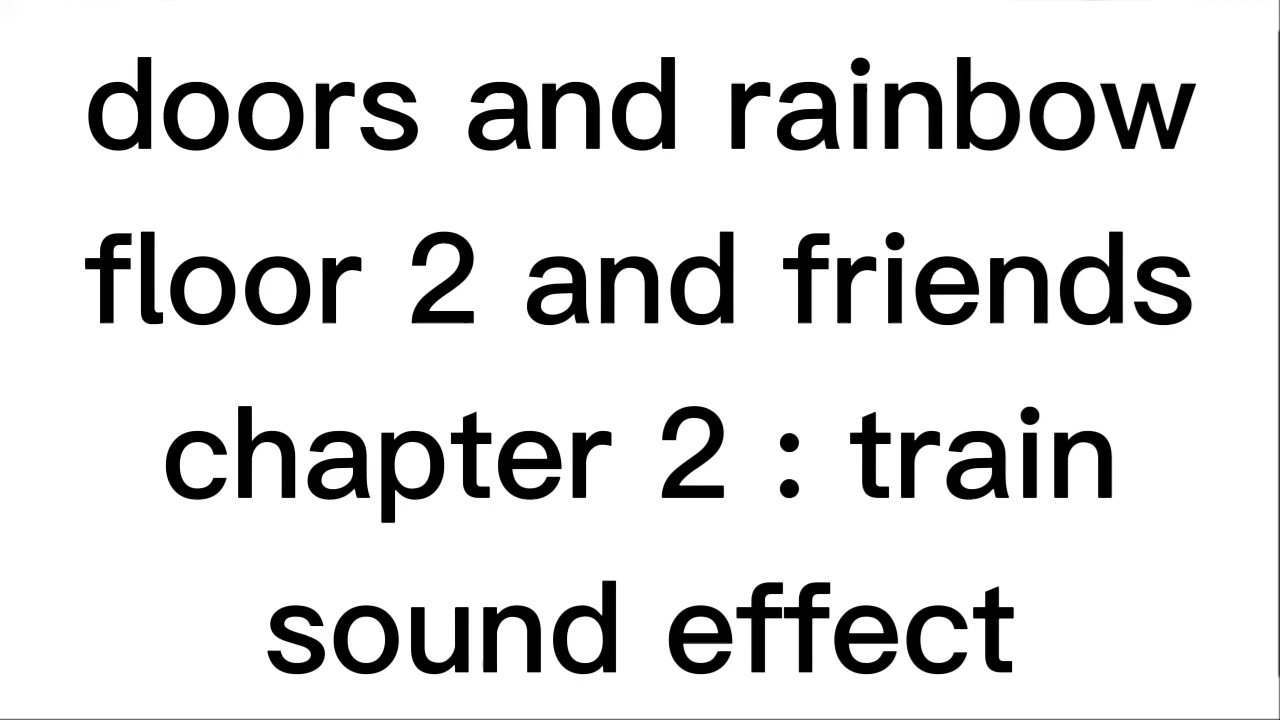 doors and rainbow
floor 2 and friends
chapter 2 : train
sound effect